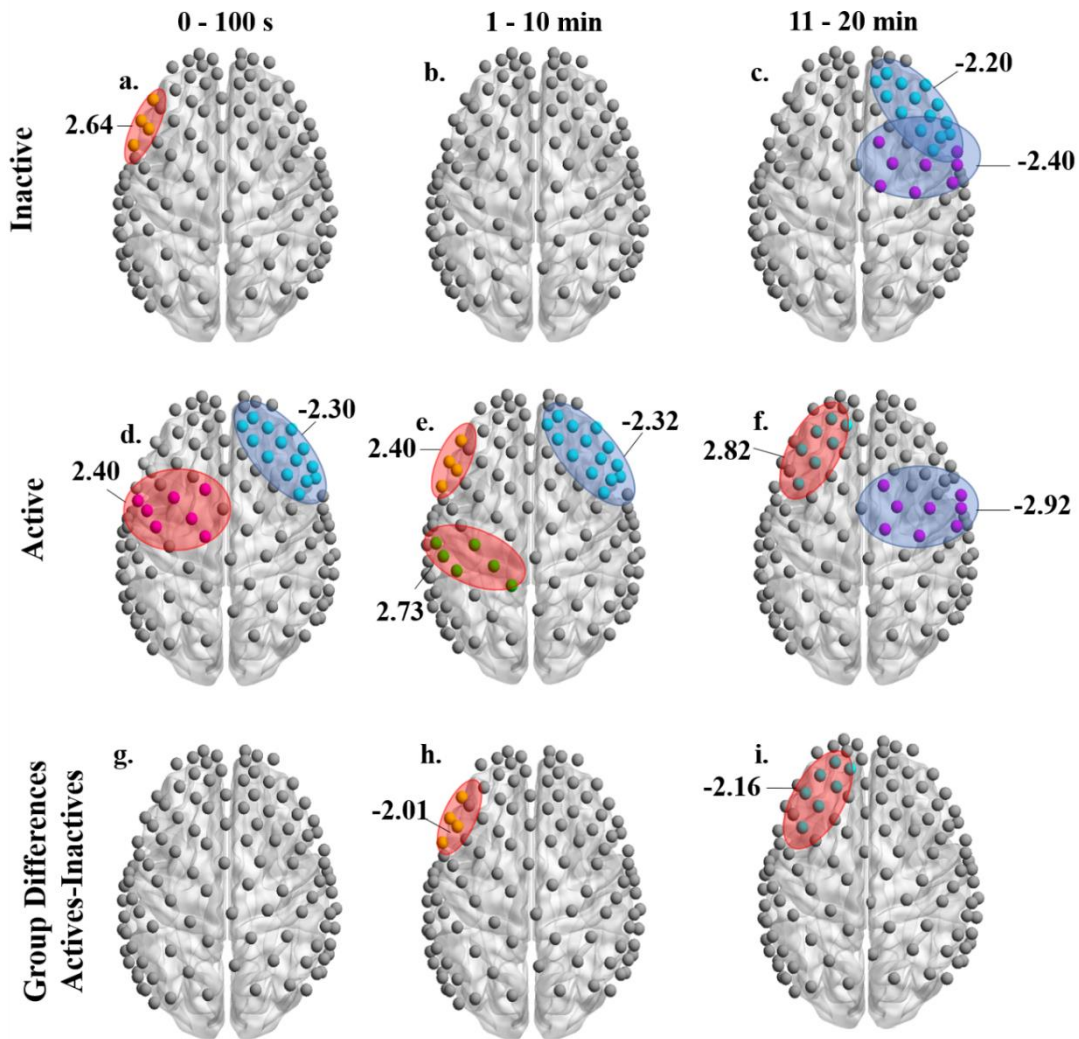 0 - 100 s
1 - 10 min
11 - 20 min
Inactive
a.
2.64
b.
c.
-2.20
-2.40
Active
d.
2.40
-2.30
e.
2.40
2.73
-2.32
f.
2.82
-2.92
Group Differences
Actives-Inactives
g.
h.
-2.01
i.
-2.16